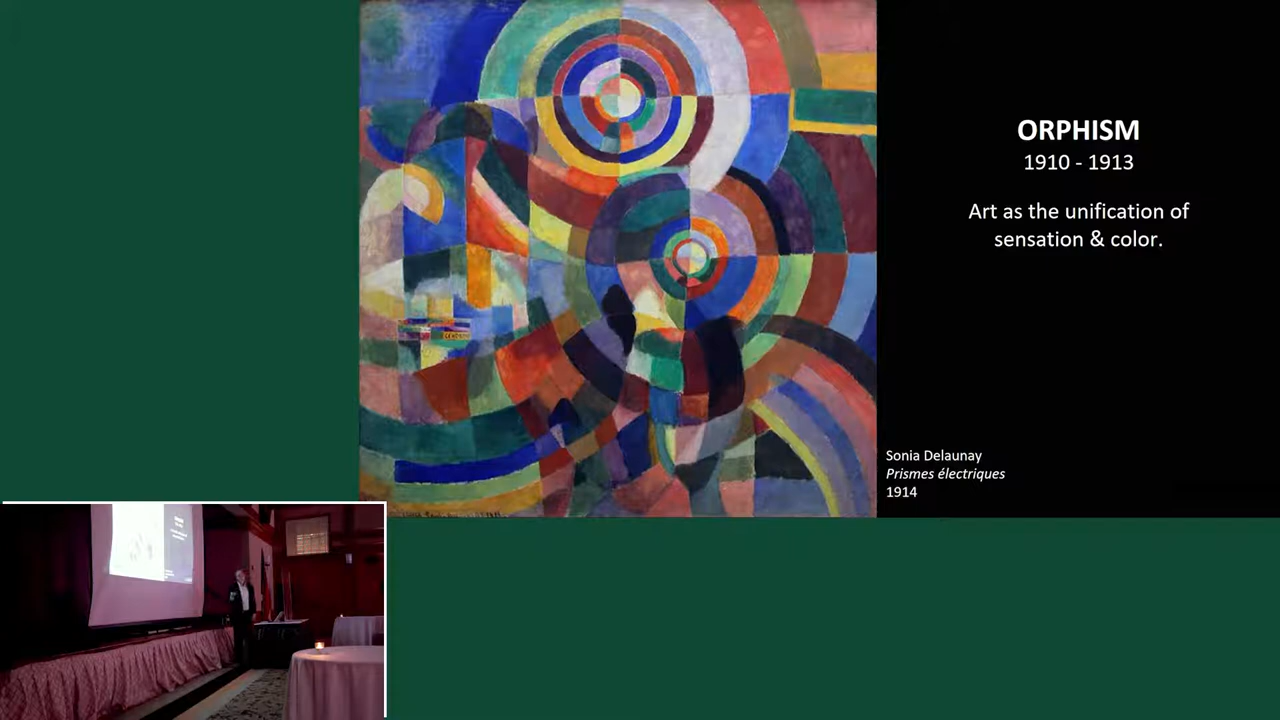 ORPHISM
1910 - 1913
Art as the unification of
sensation & color.
Sonia Delaunay
Prismes électriques
1914